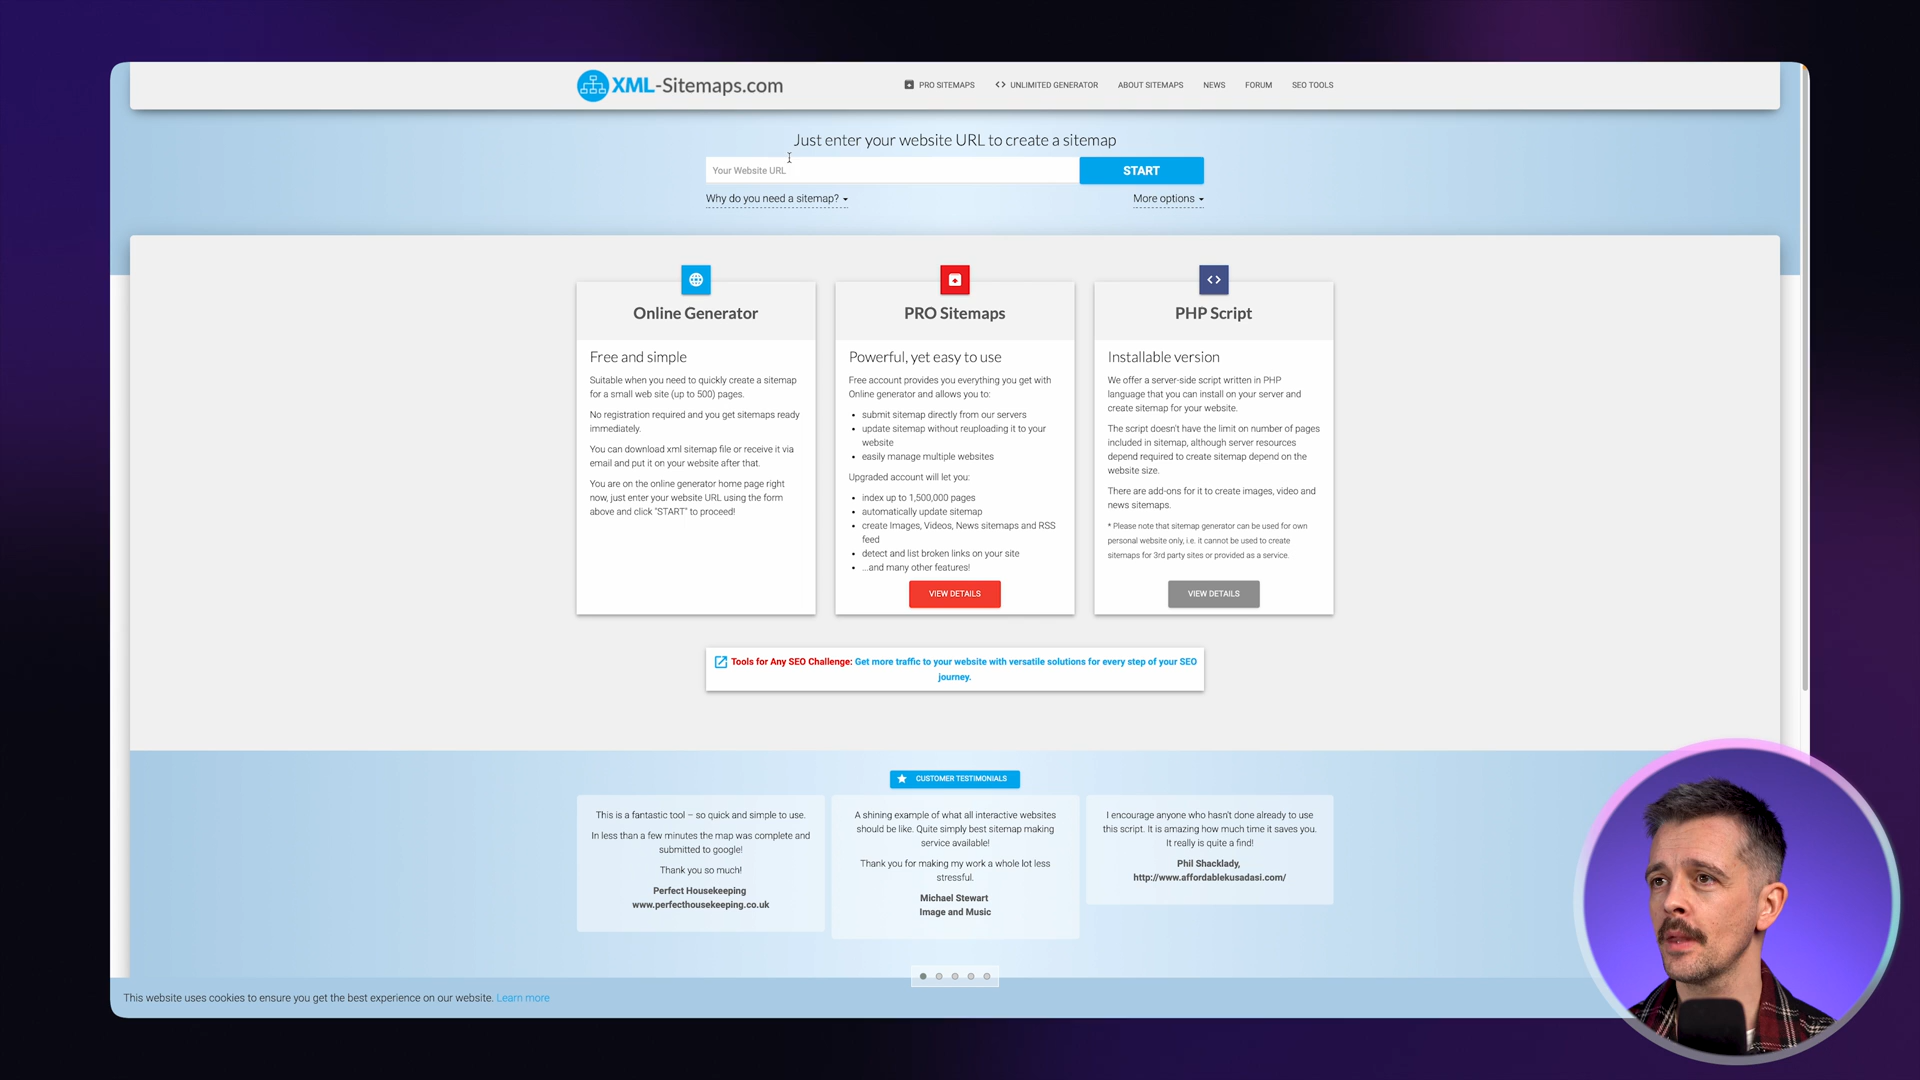 XML-Sitemaps.com
PRO SITEMAPS
UNLIMITED GENERATOR
ABOUT SITEMAPS
NEWS
FORUM
SEO TOOLS
Just enter your website URL to create a sitemap
Your Website URL
START
Why do you need a sitemap?
More options
Online Generator
Free and simple
Suitable when you need to quickly create a sitemap
for a small web site (up to 500) pages.
No registration required and you get sitemaps ready
immediately.
You can download xml sitemap file or receive it via
email and put it on your website after that.
You are on the online generator home page right
now, just enter your website URL using the form
above and click "START" to proceed!
PRO Sitemaps
Powerful, yet easy to use
Free account provides you everything you get with
Online generator and allows you to:
• submit sitemap directly from our servers
• update sitemap without reuploading it to your
website
• easily manage multiple websites
Upgraded account will let you:
• index up to 1,500,000 pages
• automatically update sitemap
• create Images, Videos, News sitemaps and RSS
feed
• detect and list broken links on your site
• ...and many other features!
VIEW DETAILS
PHP Script
Installable version
We offer a server-side script written in PHP
language that you can install on your server and
create sitemap for your website.
The script doesn't have the limit on number of pages
included in sitemap, although server resources
depend required to create sitemap depend on the
website size.
There are add-ons for it to create images, video and
news sitemaps.
* Please note that sitemap generator can be used for own
personal website only, i.e. it cannot be used to create
sitemaps for 3rd party sites or provided as a service.
VIEW DETAILS
Tools for Any SEO Challenge: Get more traffic to your website with versatile solutions for every step of your SEO
journey.
CUSTOMER TESTIMONIALS
This is a fantastic tool – so quick and simple to use.
In less than a few minutes the map was complete and
submitted to google!
Thank you so much!
Perfect Housekeeping
www.perfecthousekeeping.co.uk
A shining example of what all interactive websites
should be like. Quite simply best sitemap making
service available!
Thank you for making my work a whole lot less
stressful.
Michael Stewart
Image and Music
I encourage anyone who hasn't done already to use
this script. It is amazing how much time it saves you.
It really is quite a find!
Phil Shacklady,
http://www.affordablekusadasi.com/
This website uses cookies to ensure you get the best experience on our website. Learn more